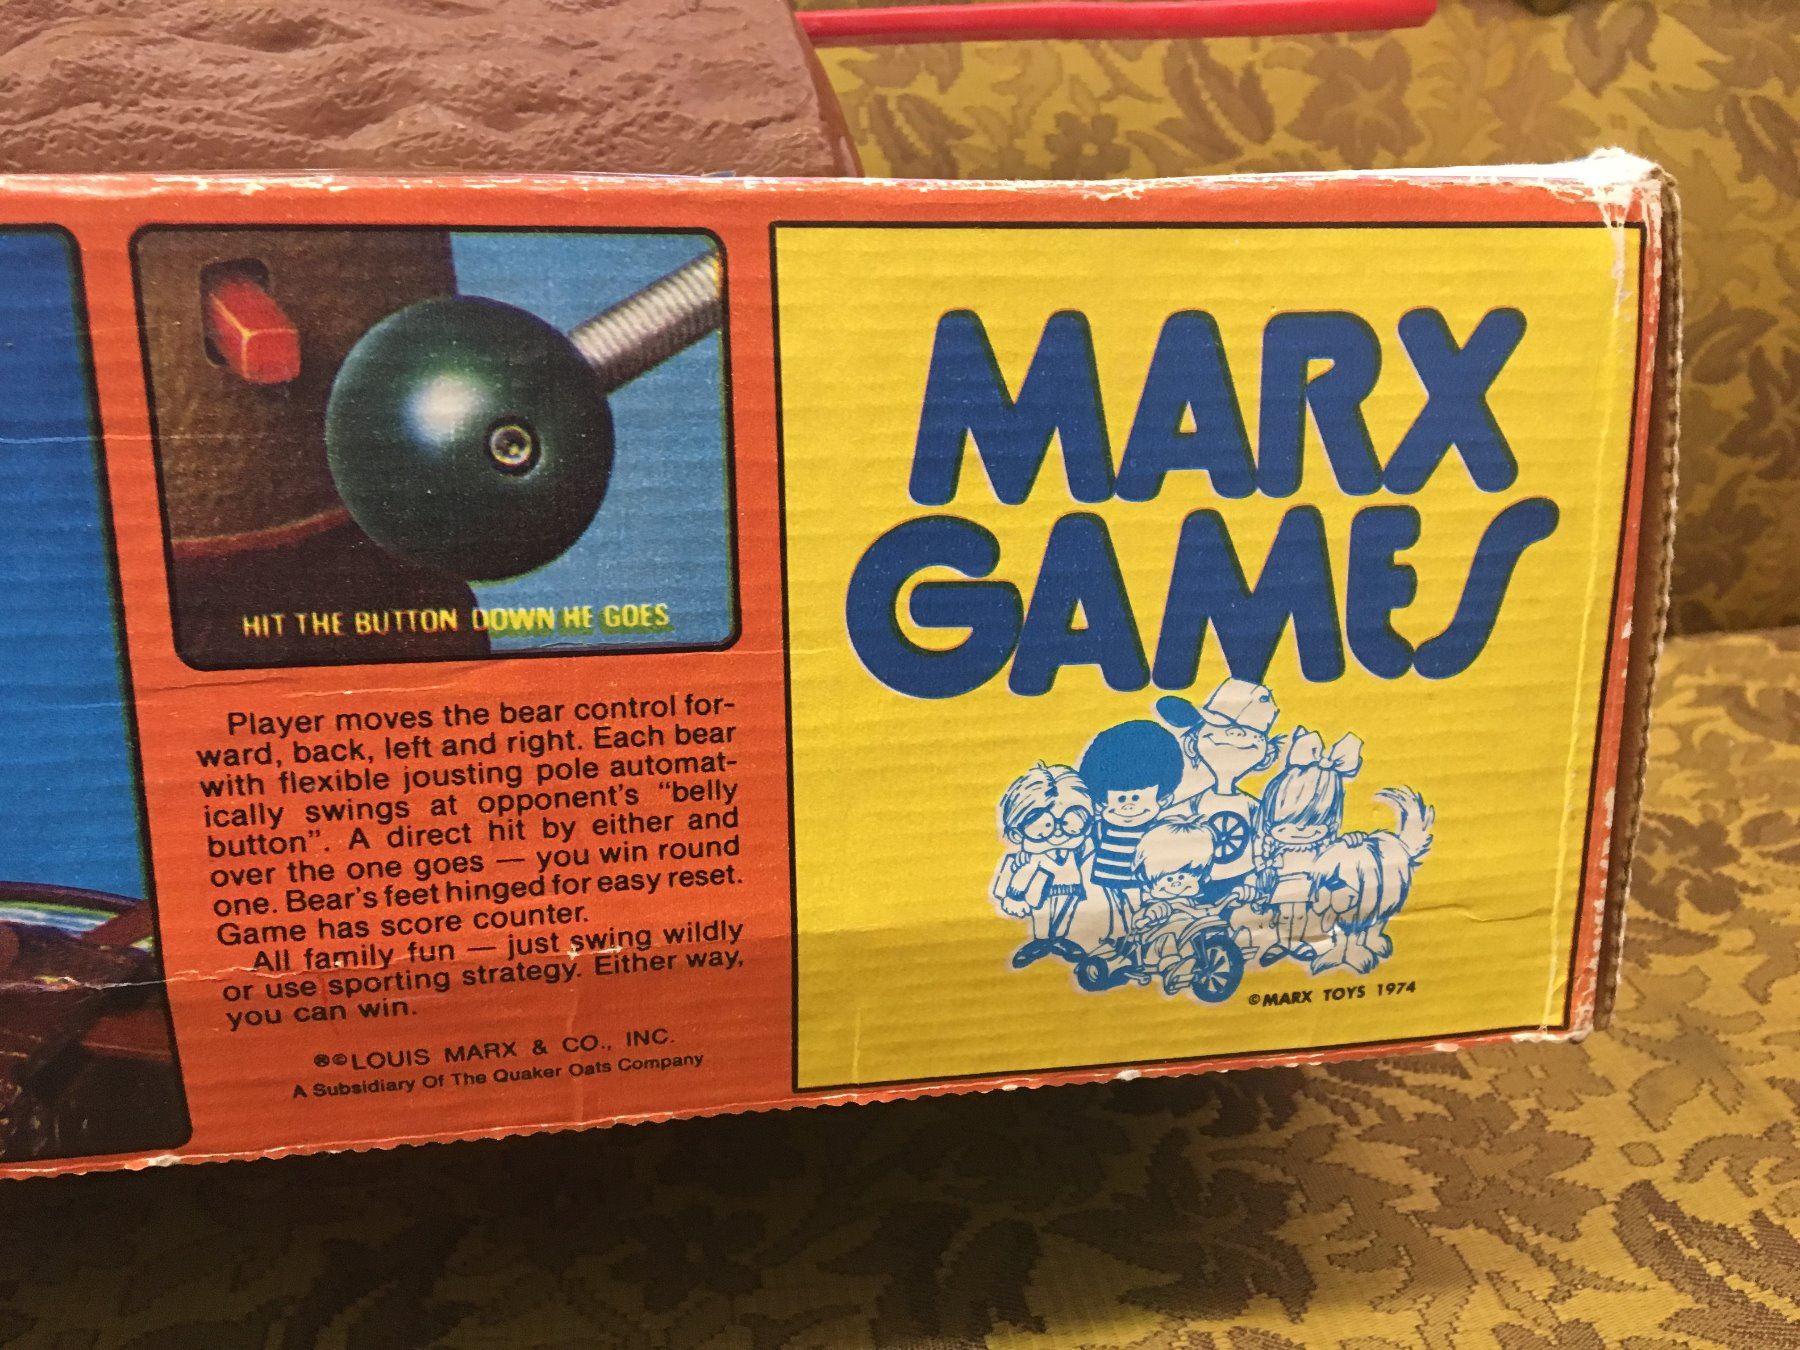 HIT THE BUTTON DOWN HE GOES
Player moves the bear control for-
ward, back, left and right. Each bear
with flexible jousting pole automat-
ically swings at opponent's "belly
button". A direct hit by either and
over the one goes — you win round
one. Bear's feet hinged for easy reset.
Game has score counter.
All family fun — just swing wildly
or use sporting strategy. Either way,
you can win.
®©LOUIS MARX & CO., INC.
A Subsidiary Of The Quaker Oats Company
MARX
GAMES
©MARX TOYS 1974